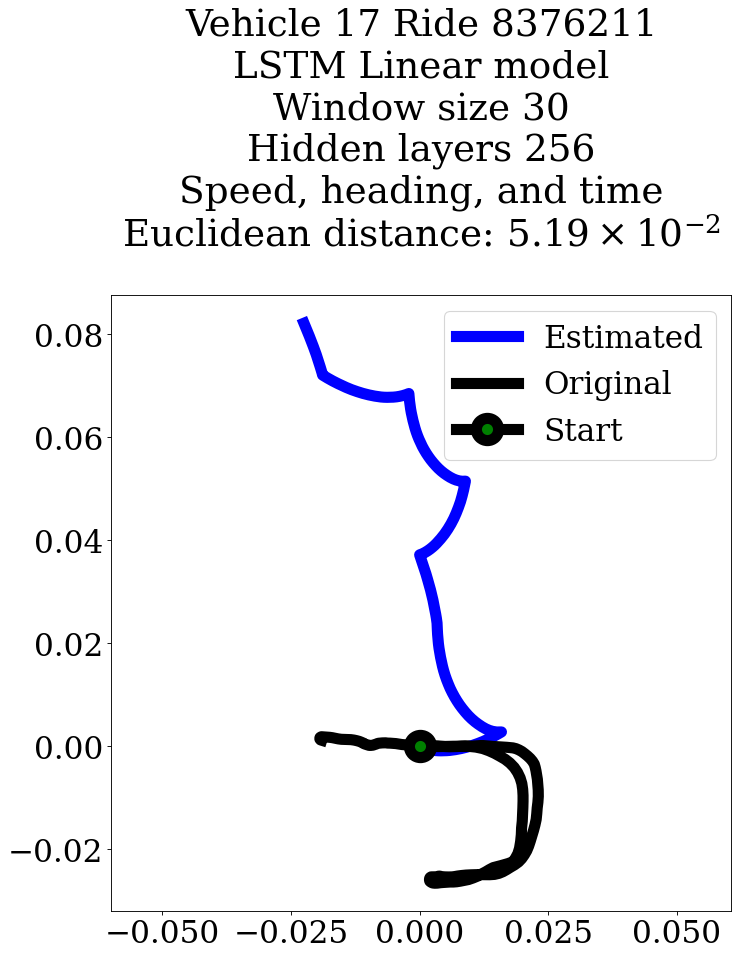 Vehicle 17 Ride 8376211
LSTM Linear model
Window size 30
Hidden layers 256
Speed, heading, and time
Euclidean distance: 5.19 × 10⁻²
Estimated
Original
Start
0.08
0.06
0.04
0.02
0.00
−0.02
−0.050 −0.025 0.000 0.025 0.050